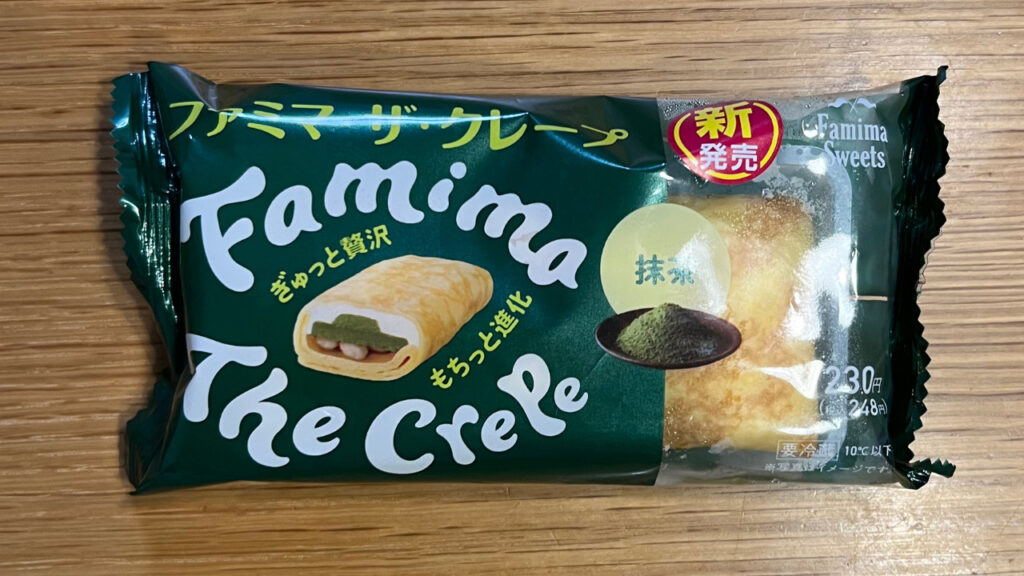 ファミマ ザ・クレープ
新
発売
Famima
Sweets
Famima
ぎゅっと贅沢
もちっと進化
The Crepe
抹茶
230円
248円
要冷蔵 10℃以下